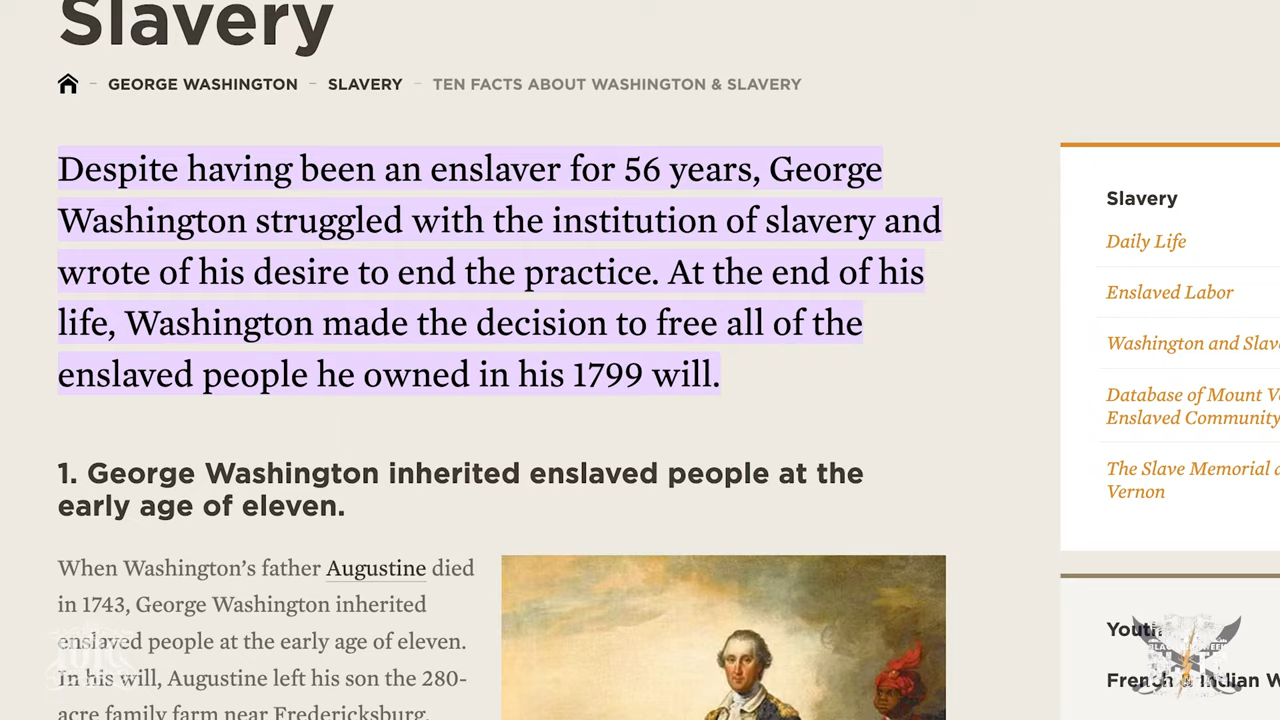 Slavery
GEORGE WASHINGTON – SLAVERY – TEN FACTS ABOUT WASHINGTON & SLAVERY
Despite having been an enslaver for 56 years, George
Washington struggled with the institution of slavery and
wrote of his desire to end the practice. At the end of his
life, Washington made the decision to free all of the
enslaved people he owned in his 1799 will.
1. George Washington inherited enslaved people at the
early age of eleven.
When Washington’s father Augustine died
in 1743, George Washington inherited
enslaved people at the early age of eleven.
In his will, Augustine left his son the 280-
acre family farm near Fredericksburg,
Slavery
Daily Life
Enslaved Labor
Washington and Slav
Database of Mount V
Enslaved Community
The Slave Memorial a
Vernon
Youth
French & Indian W